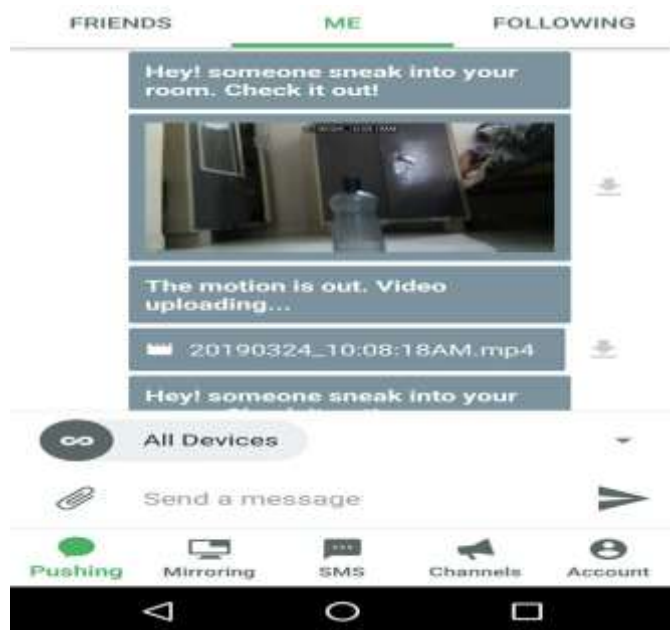 FRIENDS ME FOLLOWING
Hey! someone sneak into your
room. Check it out!
The motion is out. Video
uploading...
20190324_10:08:18AM.mp4
Hey! someone sneak into your
All Devices
Send a message
Pushing Mirroring SMS Channels Account